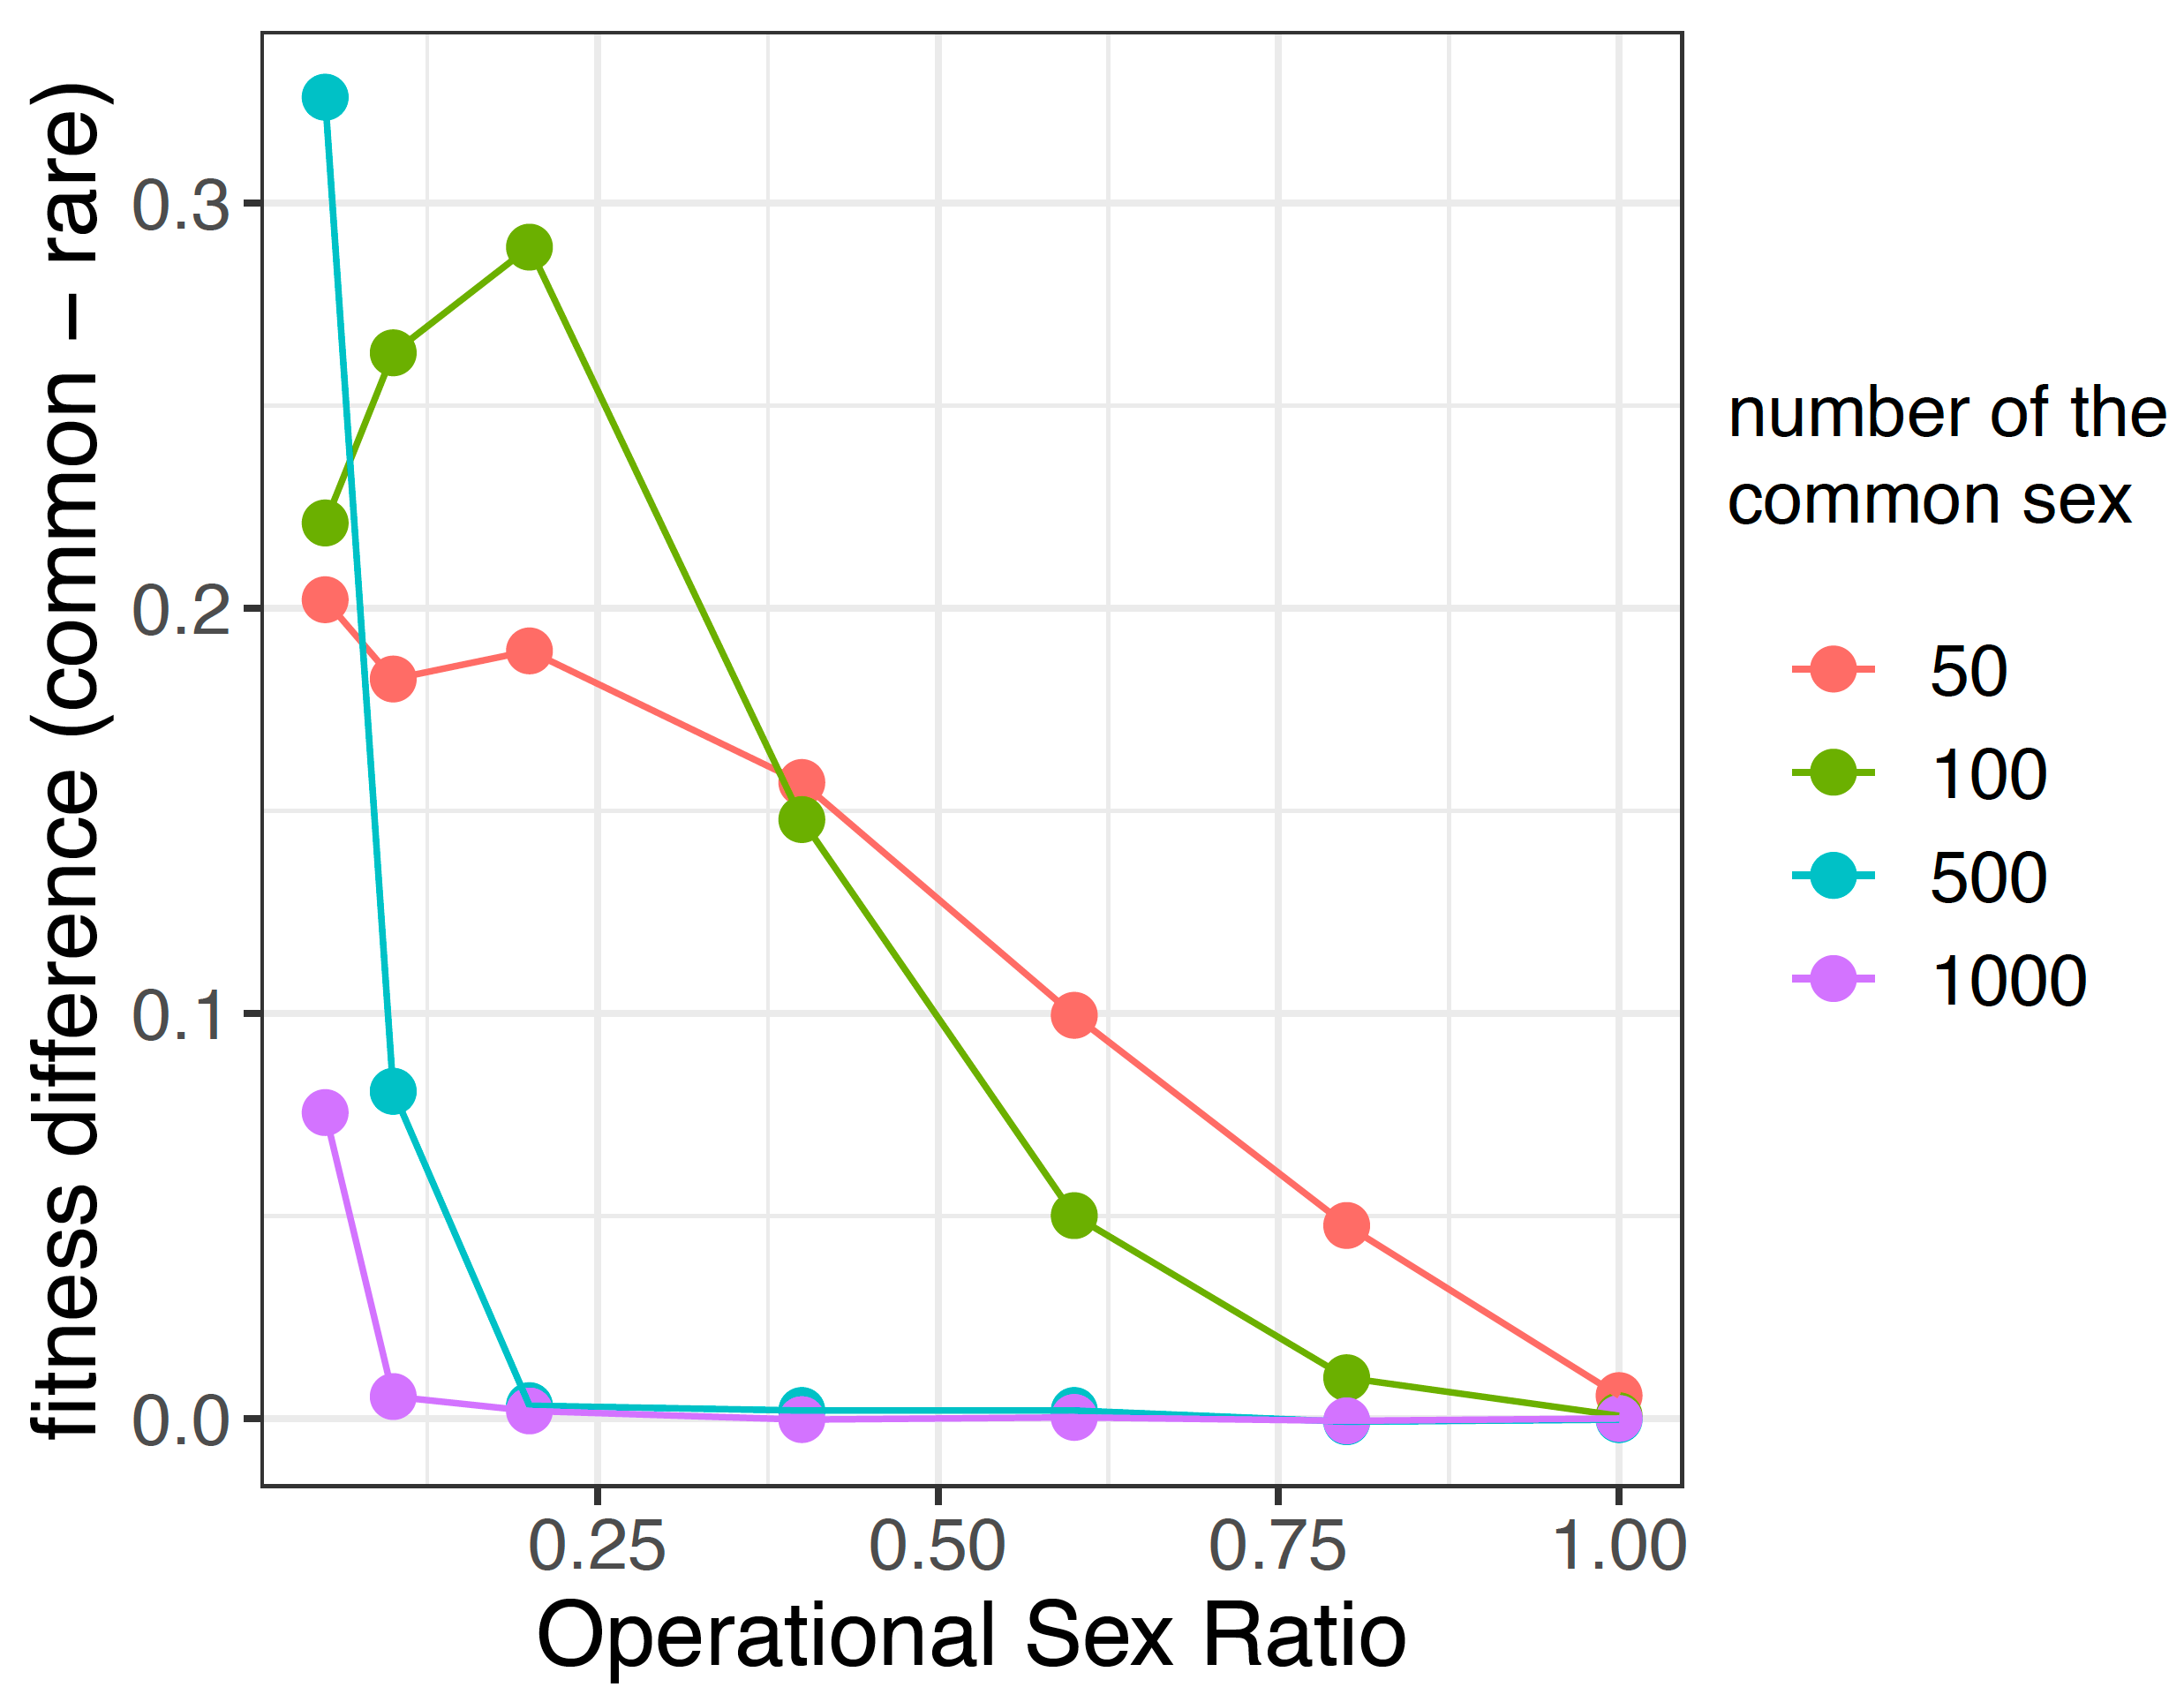 fitness difference (common − rare)
0.3
0.2
0.1
0.0
0.25 0.50 0.75 1.00
Operational Sex Ratio
number of the
common sex
50
100
500
1000